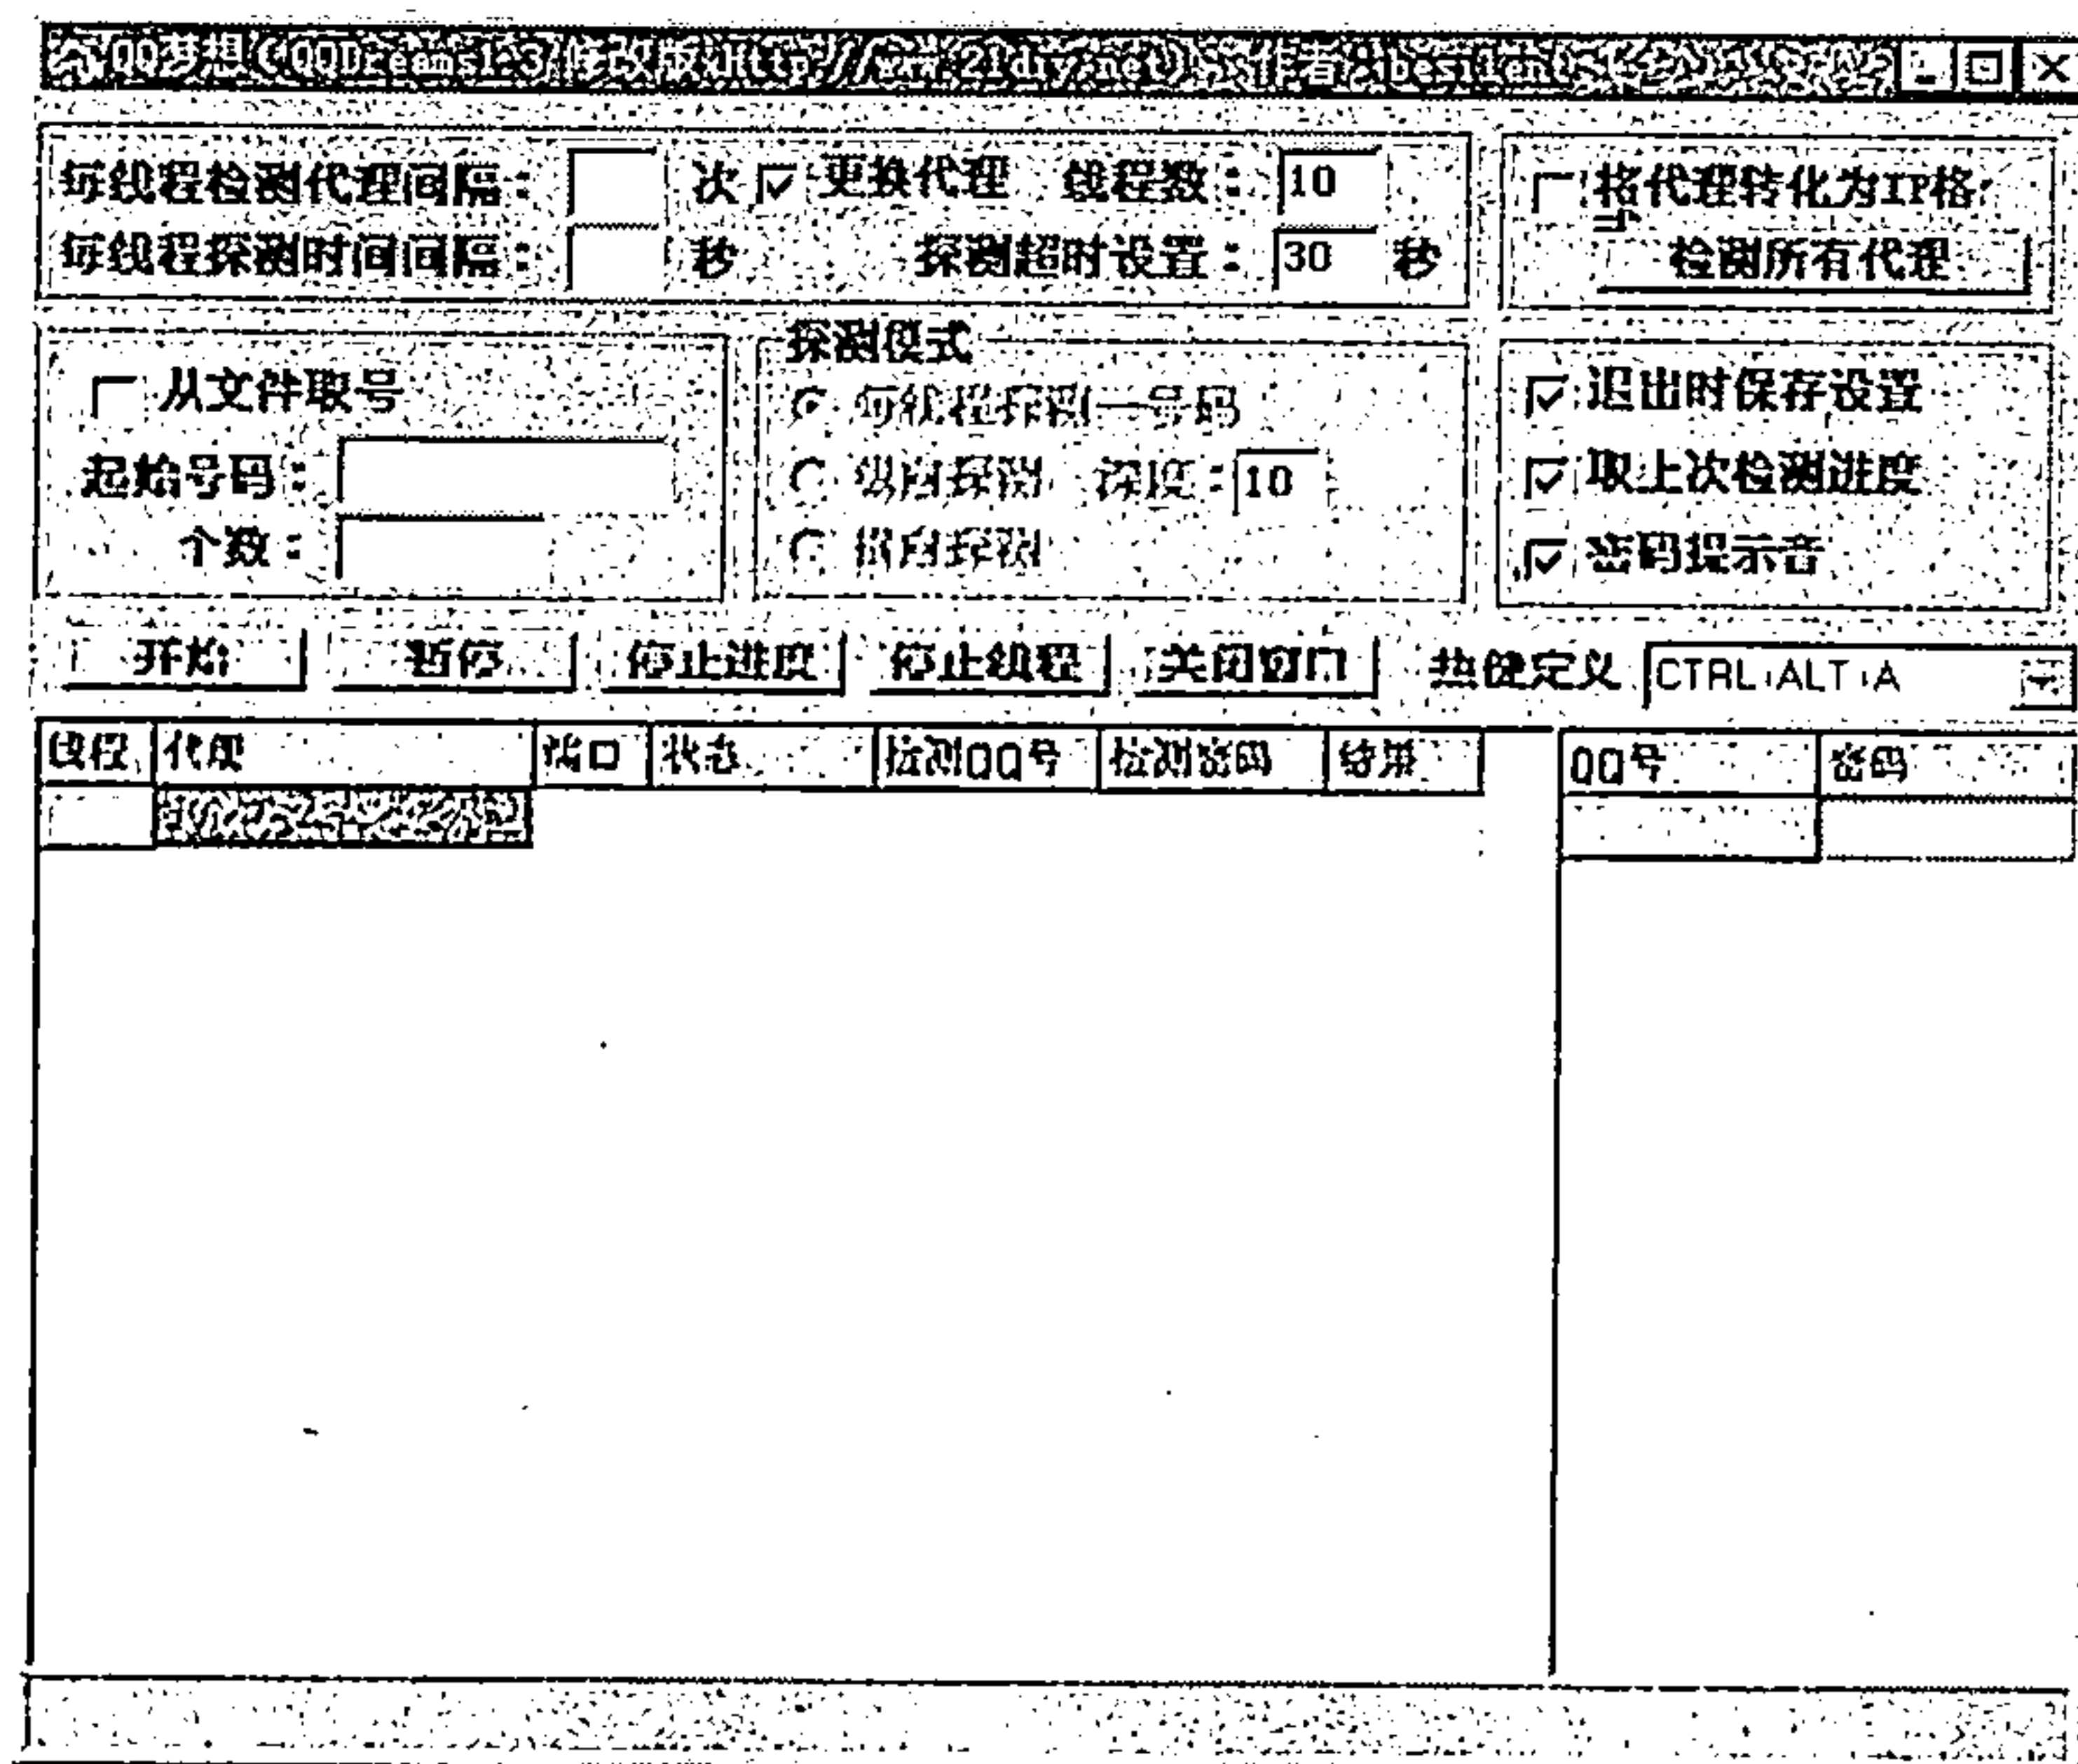 QQ梦想(QQDreams1.3修改版 Http://www.21diy.net) 作者:besilent
每线程检测代理间隔: 次 更换代理 线程数: 10
每线程探测时间间隔: 秒 探测超时设置: 30 秒
将代理转化为IP格式
检测所有代理
从文件取号
起始号码:
个数:
探测模式
每线程探测一号码
纵向探测 深度: 10
横向探测
退出时保存设置
取上次检测进度
密码提示音
开始 暂停 停止进度 停止线程 关闭窗口 热键定义 CTRL+ALT+A
线程 代理 端口 状态 检测QQ号 检测密码 结果 QQ号 密码